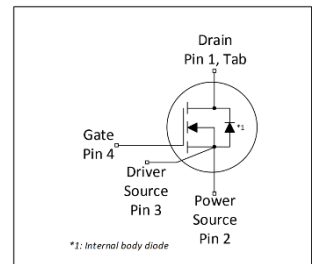 Drain
Pin 1, Tab
*1
Gate
Pin 4
Driver
Source
Pin 3
Power
Source
Pin 2
*1: Internal body diode